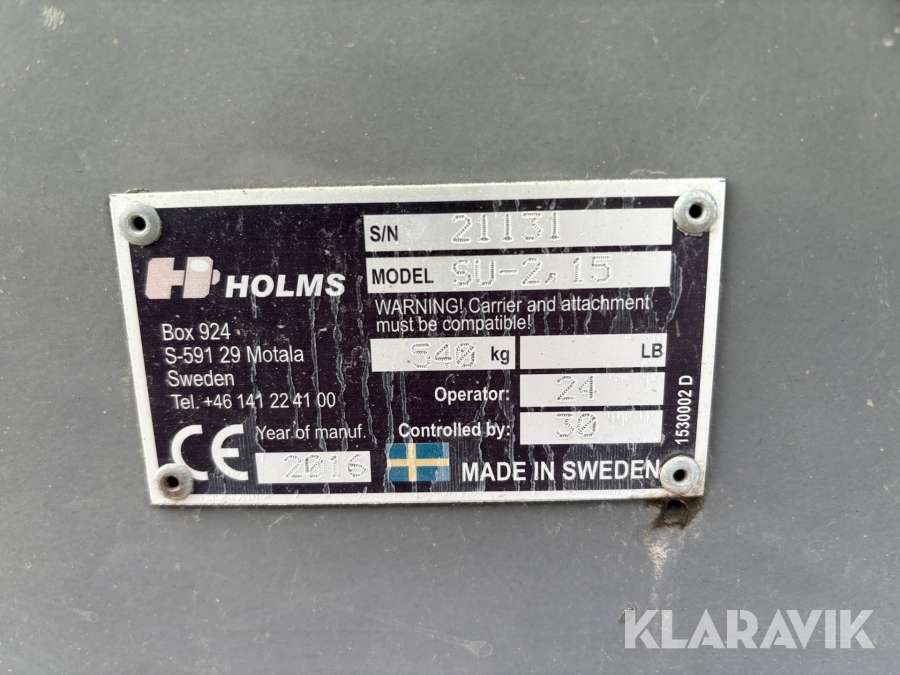 HOLMS
Box 924
S-591 29 Motala
Sweden
Tel. +46 141 22 41 00
CE
Year of manuf.
2016
S/N 21131
MODEL SU-2,15
WARNING! Carrier and attachment
must be compatible!
540 kg LB
Operator: 24
Controlled by: 30
MADE IN SWEDEN
1530002 D
KLARAVIK